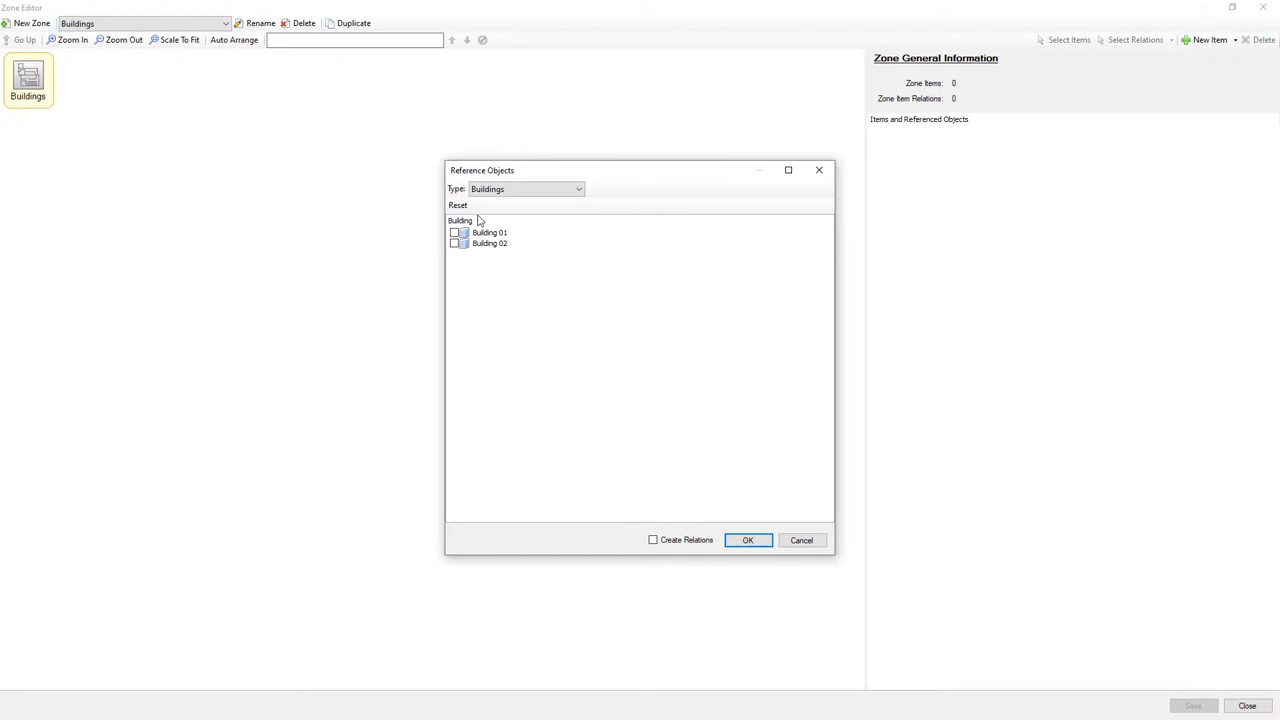 Zone Editor
New Zone Buildings Rename Delete Duplicate
Go Up Zoom In Zoom Out Scale To Fit Auto Arrange Select Items Select Relations New Item Delete
Buildings
Zone General Information
Zone Items: 0
Zone Item Relations: 0
Items and Referenced Objects
Reference Objects
Type: Buildings
Reset
Building
Building 01
Building 02
Create Relations OK Cancel
Save Close